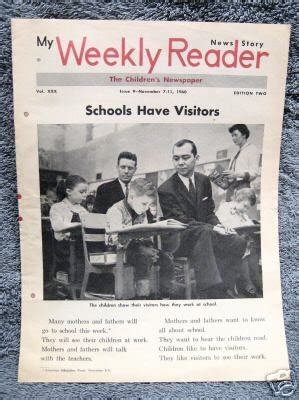 My Weekly Reader
News Story
The Children's Newspaper
Vol. XXX
Issue 9—November 7-11, 1960
EDITION TWO
Schools Have Visitors
The children show their visitors how they work at school.
Many mothers and fathers will
go to school this week.
They will see their children at work.
Mothers and fathers will talk
with the teachers.
Mothers and fathers want to know
all about school.
They want to hear the children read.
Children like to have visitors.
They like visitors to see their work.